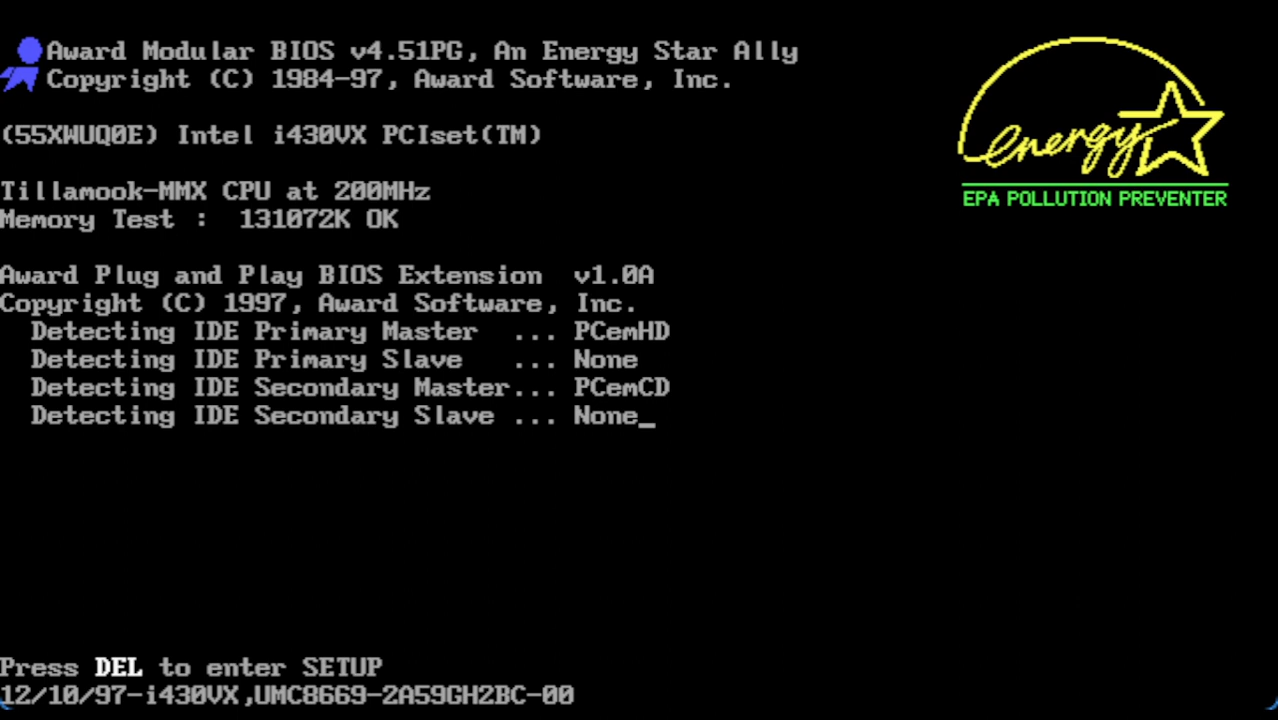 Award Modular BIOS v4.51PG, An Energy Star Ally
Copyright (C) 1984-97, Award Software, Inc.
energy
EPA POLLUTION PREVENTER
(55XWUQ0E) Intel i430VX PCIset(TM)
Tillamook-MMX CPU at 200MHz
Memory Test :  131072K OK
Award Plug and Play BIOS Extension  v1.0A
Copyright (C) 1997, Award Software, Inc.
Detecting IDE Primary Master  ... PCemHD
Detecting IDE Primary Slave   ... None
Detecting IDE Secondary Master... PCemCD
Detecting IDE Secondary Slave ... None_
Press DEL to enter SETUP
12/10/97-i430VX,UMC8669-2A59GH2BC-00